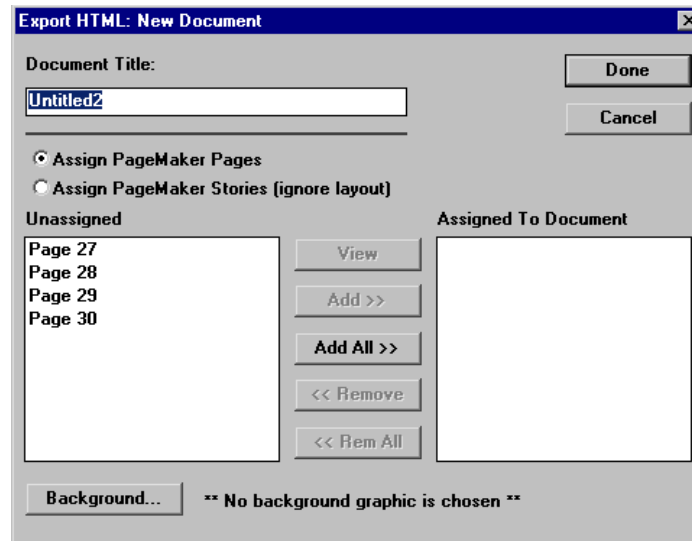 Export HTML: New Document
Document Title:
Done
Untitled2
Cancel
Assign PageMaker Pages
Assign PageMaker Stories (ignore layout)
Unassigned
Assigned To Document
Page 27
Page 28
Page 29
Page 30
View
Add >>
Add All >>
<< Remove
<< Rem All
Background...
** No background graphic is chosen **